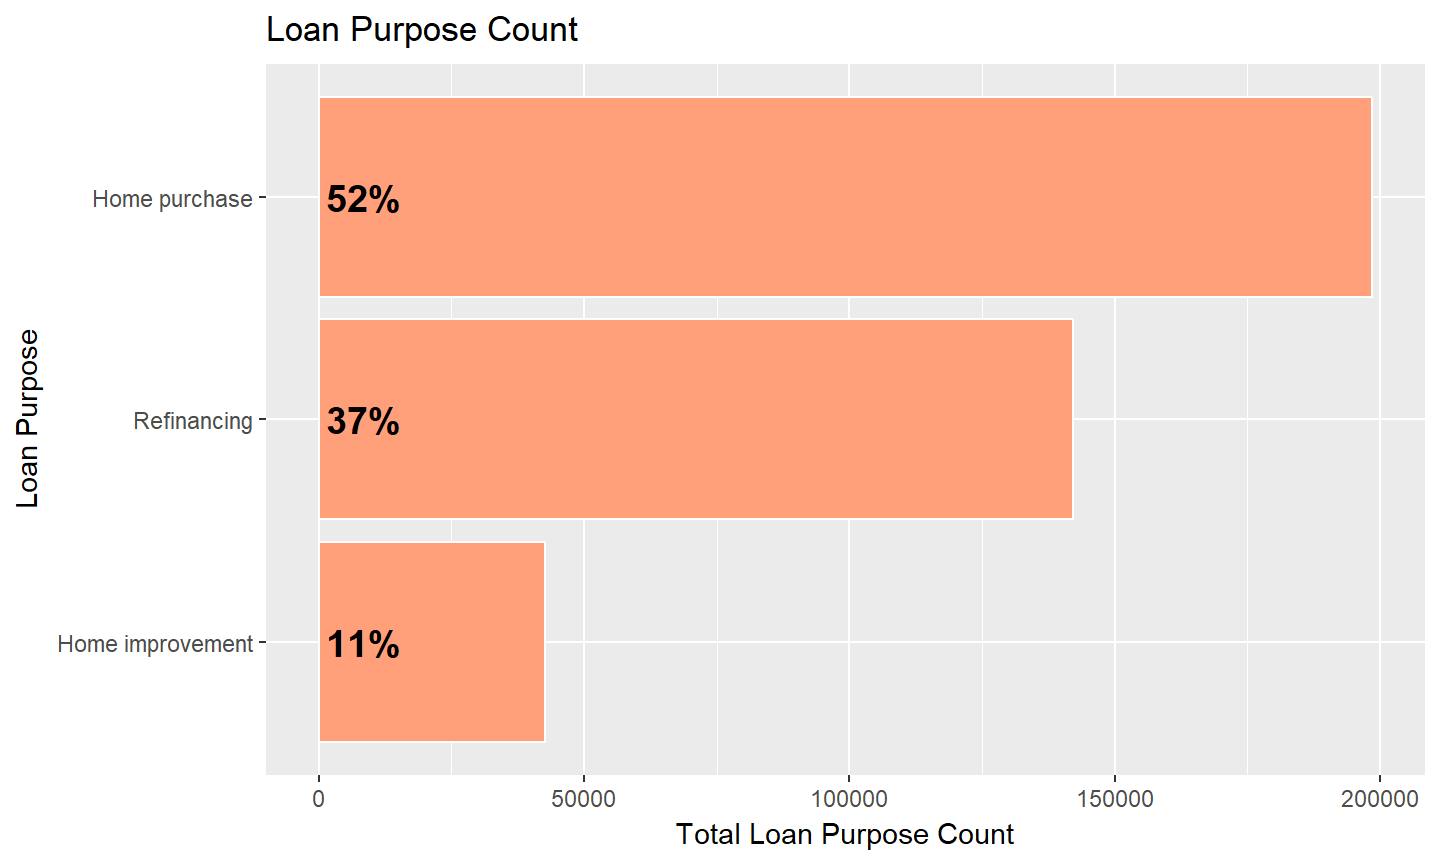 Loan Purpose Count
Loan Purpose
Home purchase
52%
Refinancing
37%
Home improvement
11%
0 50000 100000 150000 200000
Total Loan Purpose Count